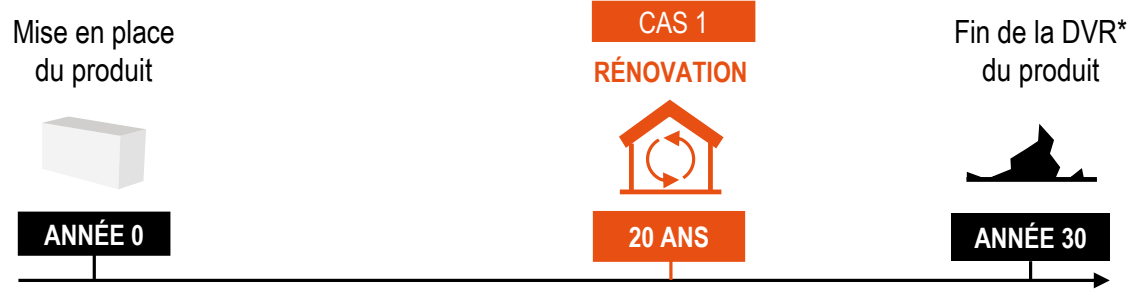 Mise en place
du produit
ANNÉE 0
CAS 1
RÉNOVATION
20 ANS
Fin de la DVR*
du produit
ANNÉE 30